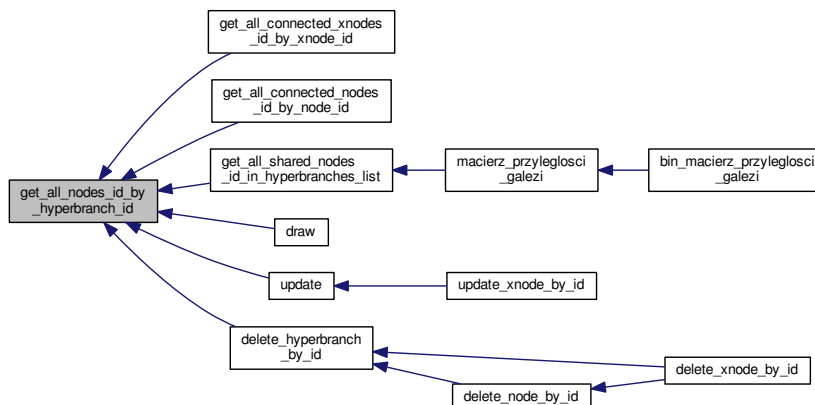 get_all_connected_xnodes
_id_by_xnode_id
get_all_connected_nodes
_id_by_node_id
get_all_shared_nodes
_id_in_hyperbranches_list
macierz_przyleglosci
_galezi
bin_macierz_przyleglosci
_galezi
get_all_nodes_id_by
_hyperbranch_id
draw
update
update_xnode_by_id
delete_hyperbranch
_by_id
delete_xnode_by_id
delete_node_by_id